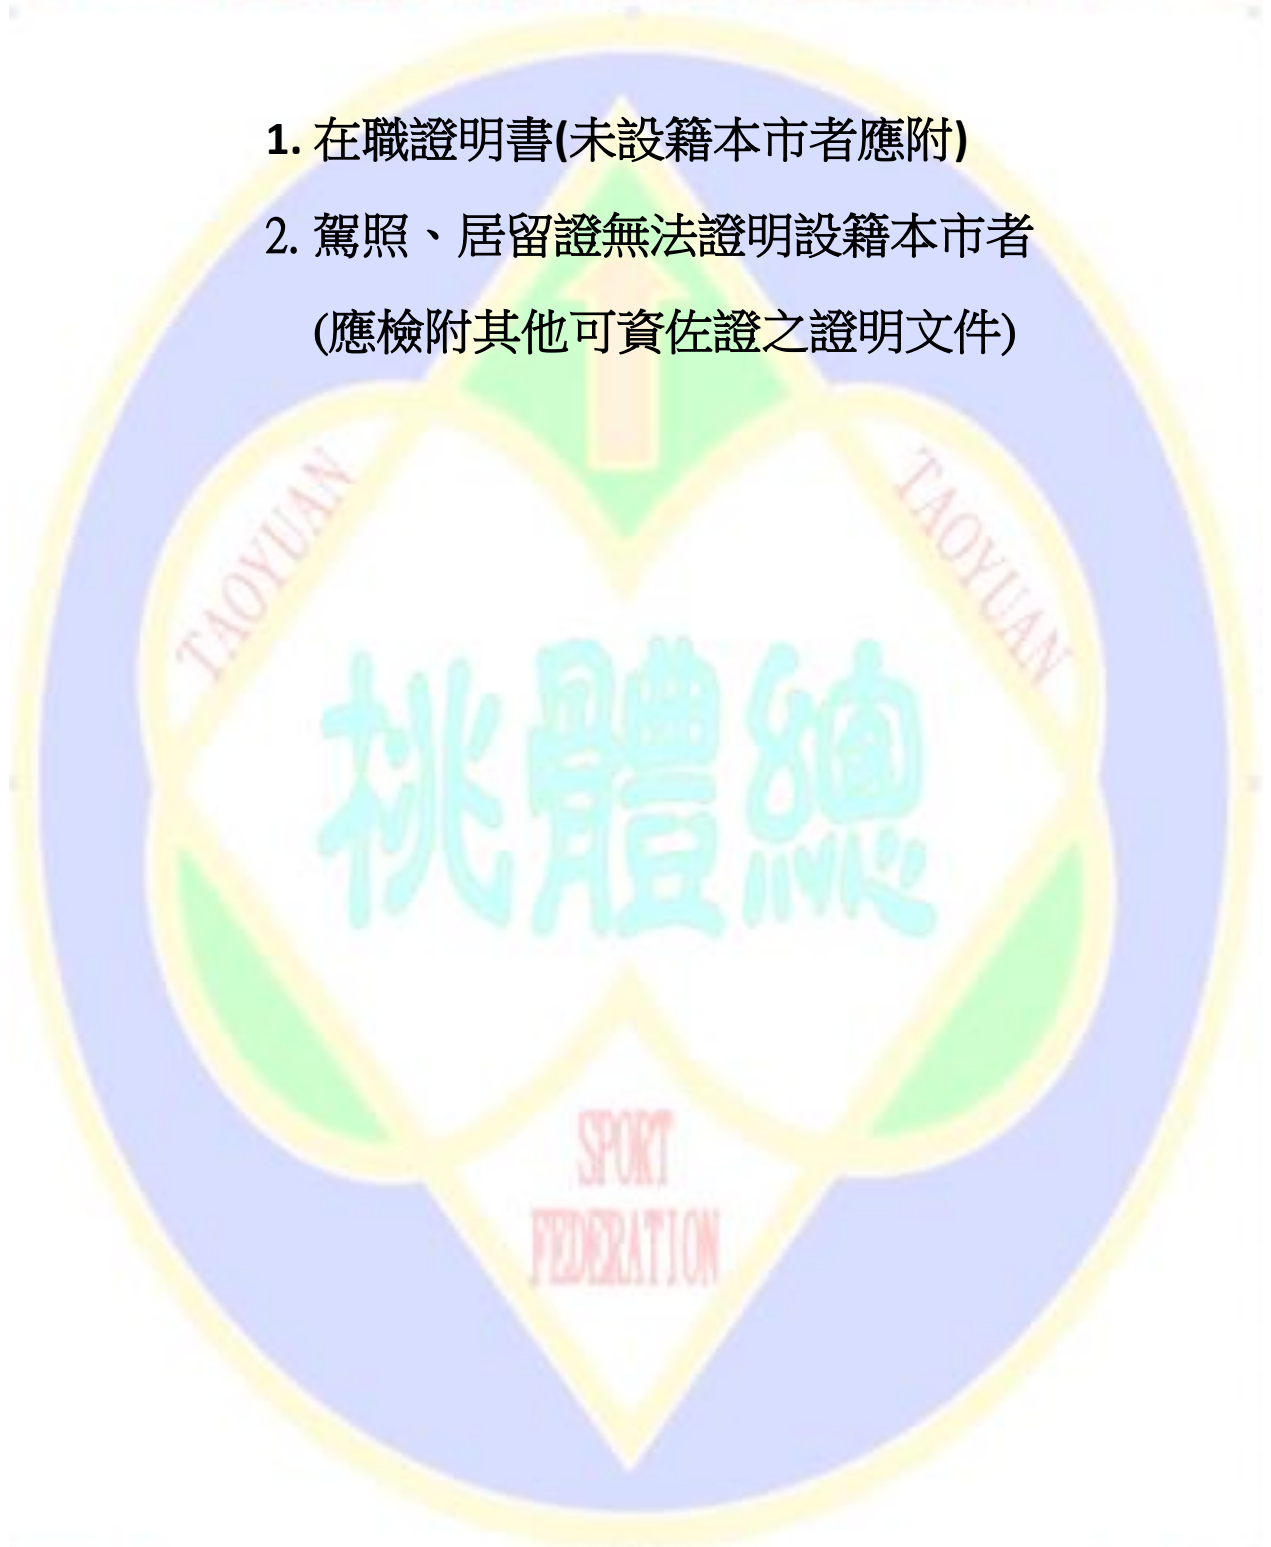 1. 在職證明書(未設籍本市者應附)
2. 駕照、居留證無法證明設籍本市者
(應檢附其他可資佐證之證明文件)
TAOYUAN
TAOYUAN
桃體總
SPORT
FEDERATION